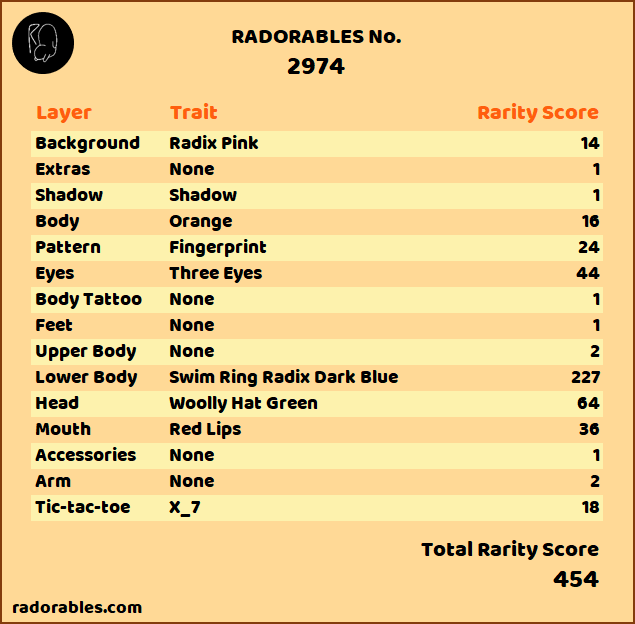 RADORABLES No.
2974
Layer Trait Rarity Score
Background Radix Pink 14
Extras None 1
Shadow Shadow 1
Body Orange 16
Pattern Fingerprint 24
Eyes Three Eyes 44
Body Tattoo None 1
Feet None 1
Upper Body None 2
Lower Body Swim Ring Radix Dark Blue 227
Head Woolly Hat Green 64
Mouth Red Lips 36
Accessories None 1
Arm None 2
Tic-tac-toe X_7 18
Total Rarity Score
454
radorables.com